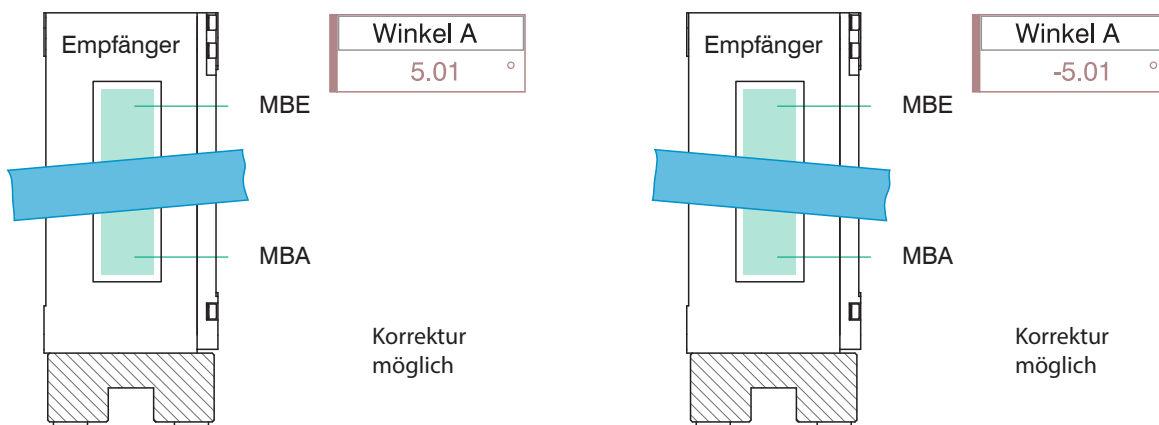 Empfänger
Winkel A
5.01 °
MBE
MBA
Korrektur
möglich
Empfänger
Winkel A
-5.01 °
MBE
MBA
Korrektur
möglich